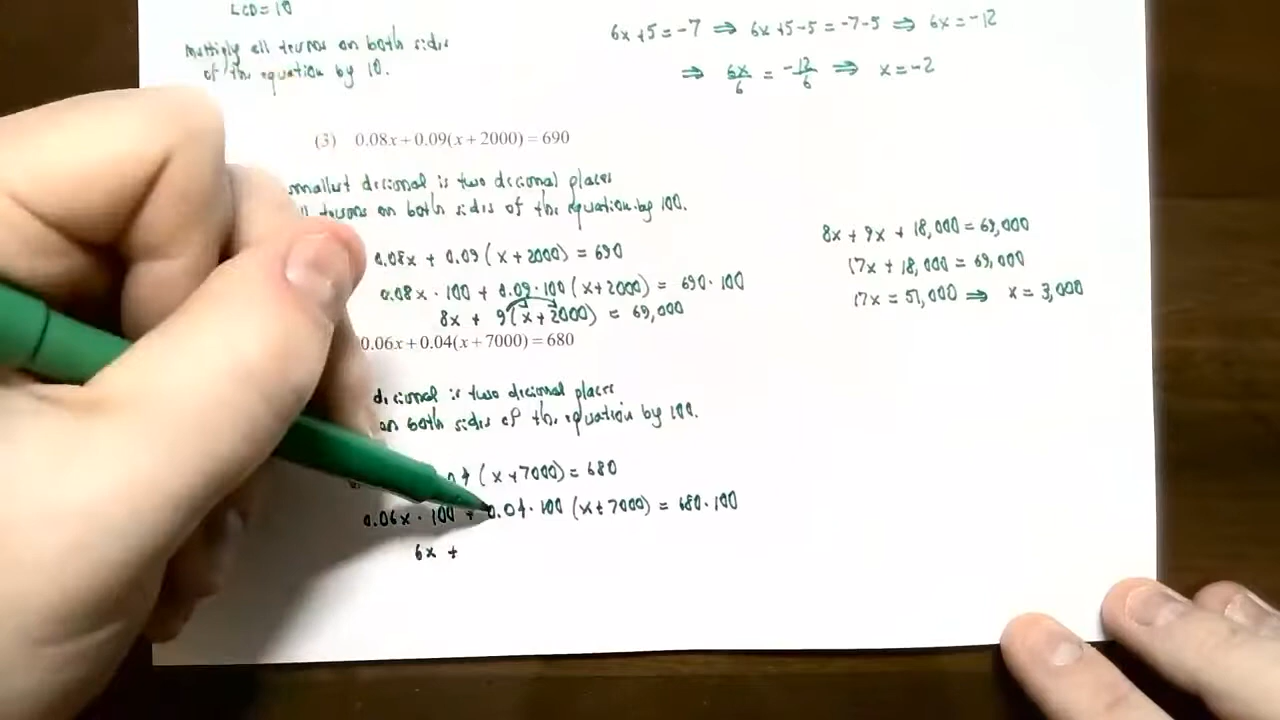 LCD = 10
multiply all terms on both sides
of the equation by 10.
6x + 5 = -7 ⇒ 6x + 5 - 5 = -7 - 5 ⇒ 6x = -12
⇒ 6x/6 = -12/6 ⇒ x = -2
(3) 0.08x + 0.09(x + 2000) = 690
smallest decimal is two decimal places
terms on both sides of the equation by 100.
0.08x + 0.09 (x + 2000) = 690
0.08x · 100 + 0.09 · 100 (x + 2000) = 690 · 100
8x + 9(x + 2000) = 69,000
8x + 9x + 18,000 = 69,000
17x + 18,000 = 69,000
17x = 51,000 ⇒ x = 3,000
0.06x + 0.04(x + 7000) = 680
decimal is two decimal places
on both sides of the equation by 100.
(x + 7000) = 680
0.06x · 100 + 0.04 · 100 (x + 7000) = 680 · 100
6x +